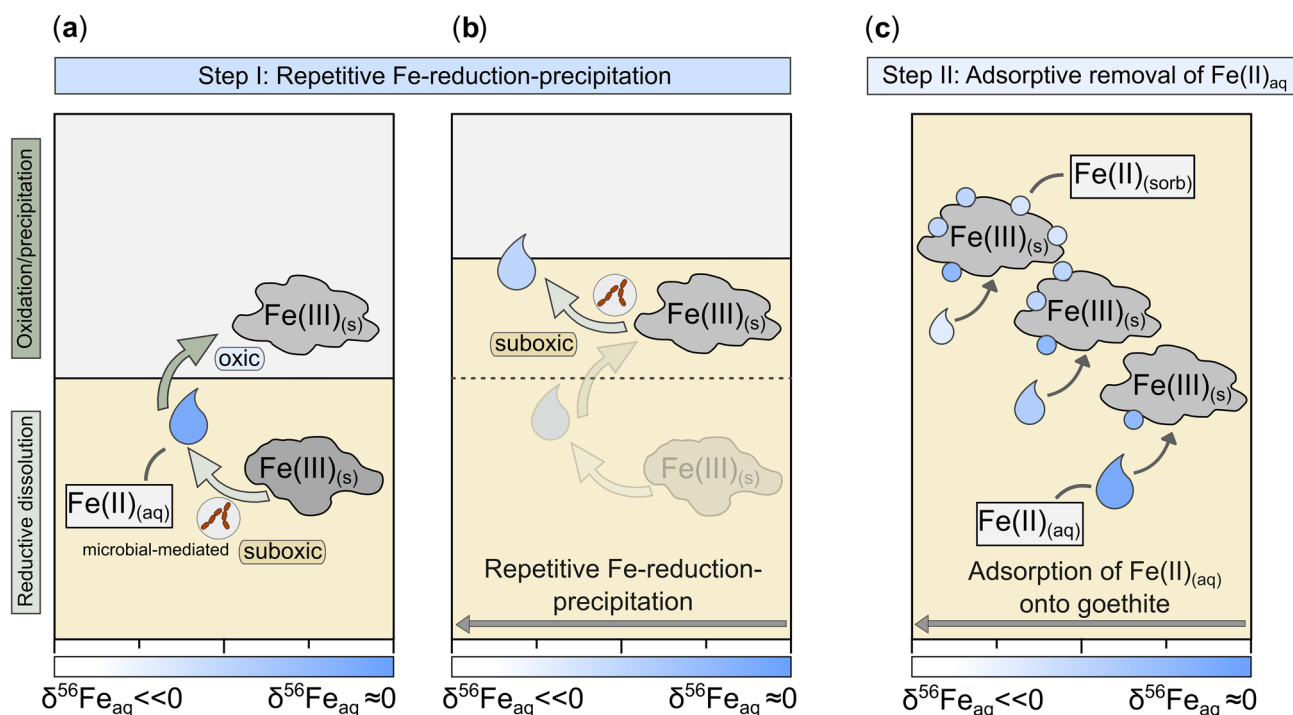 (a)
(b)
(c)
Step I: Repetitive Fe-reduction-precipitation
Step II: Adsorptive removal of Fe(II)aq
Oxidation/precipitation
Reductive dissolution
Fe(III)(s)
oxic
Fe(III)(s)
Fe(II)(aq)
microbial-mediated
suboxic
Fe(III)(s)
suboxic
Fe(III)(s)
Repetitive Fe-reduction-
precipitation
Fe(II)(sorb)
Fe(III)(s)
Fe(III)(s)
Fe(III)(s)
Fe(II)(aq)
Adsorption of Fe(II)(aq)
onto goethite
δ56Feaq<<0
δ56Feaq≈0
δ56Feaq<<0
δ56Feaq≈0
δ56Feaq<<0
δ56Feaq≈0